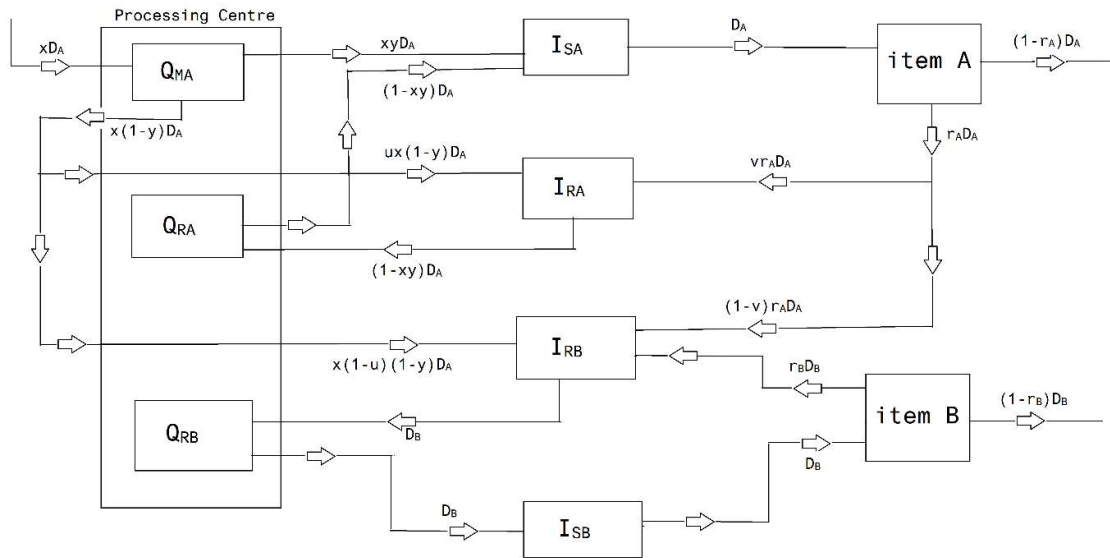 Processing Centre
xDA
QMA
xyDA
ISA
DA
item A
(1-rA)DA
(1-xy)DA
x(1-y)DA
rADA
ux(1-y)DA
IRA
vrADA
QRA
(1-xy)DA
(1-v)rADA
IRB
x(1-u)(1-y)DA
rBDB
item B
(1-rB)DB
QRB
DB
DB
DB
ISB